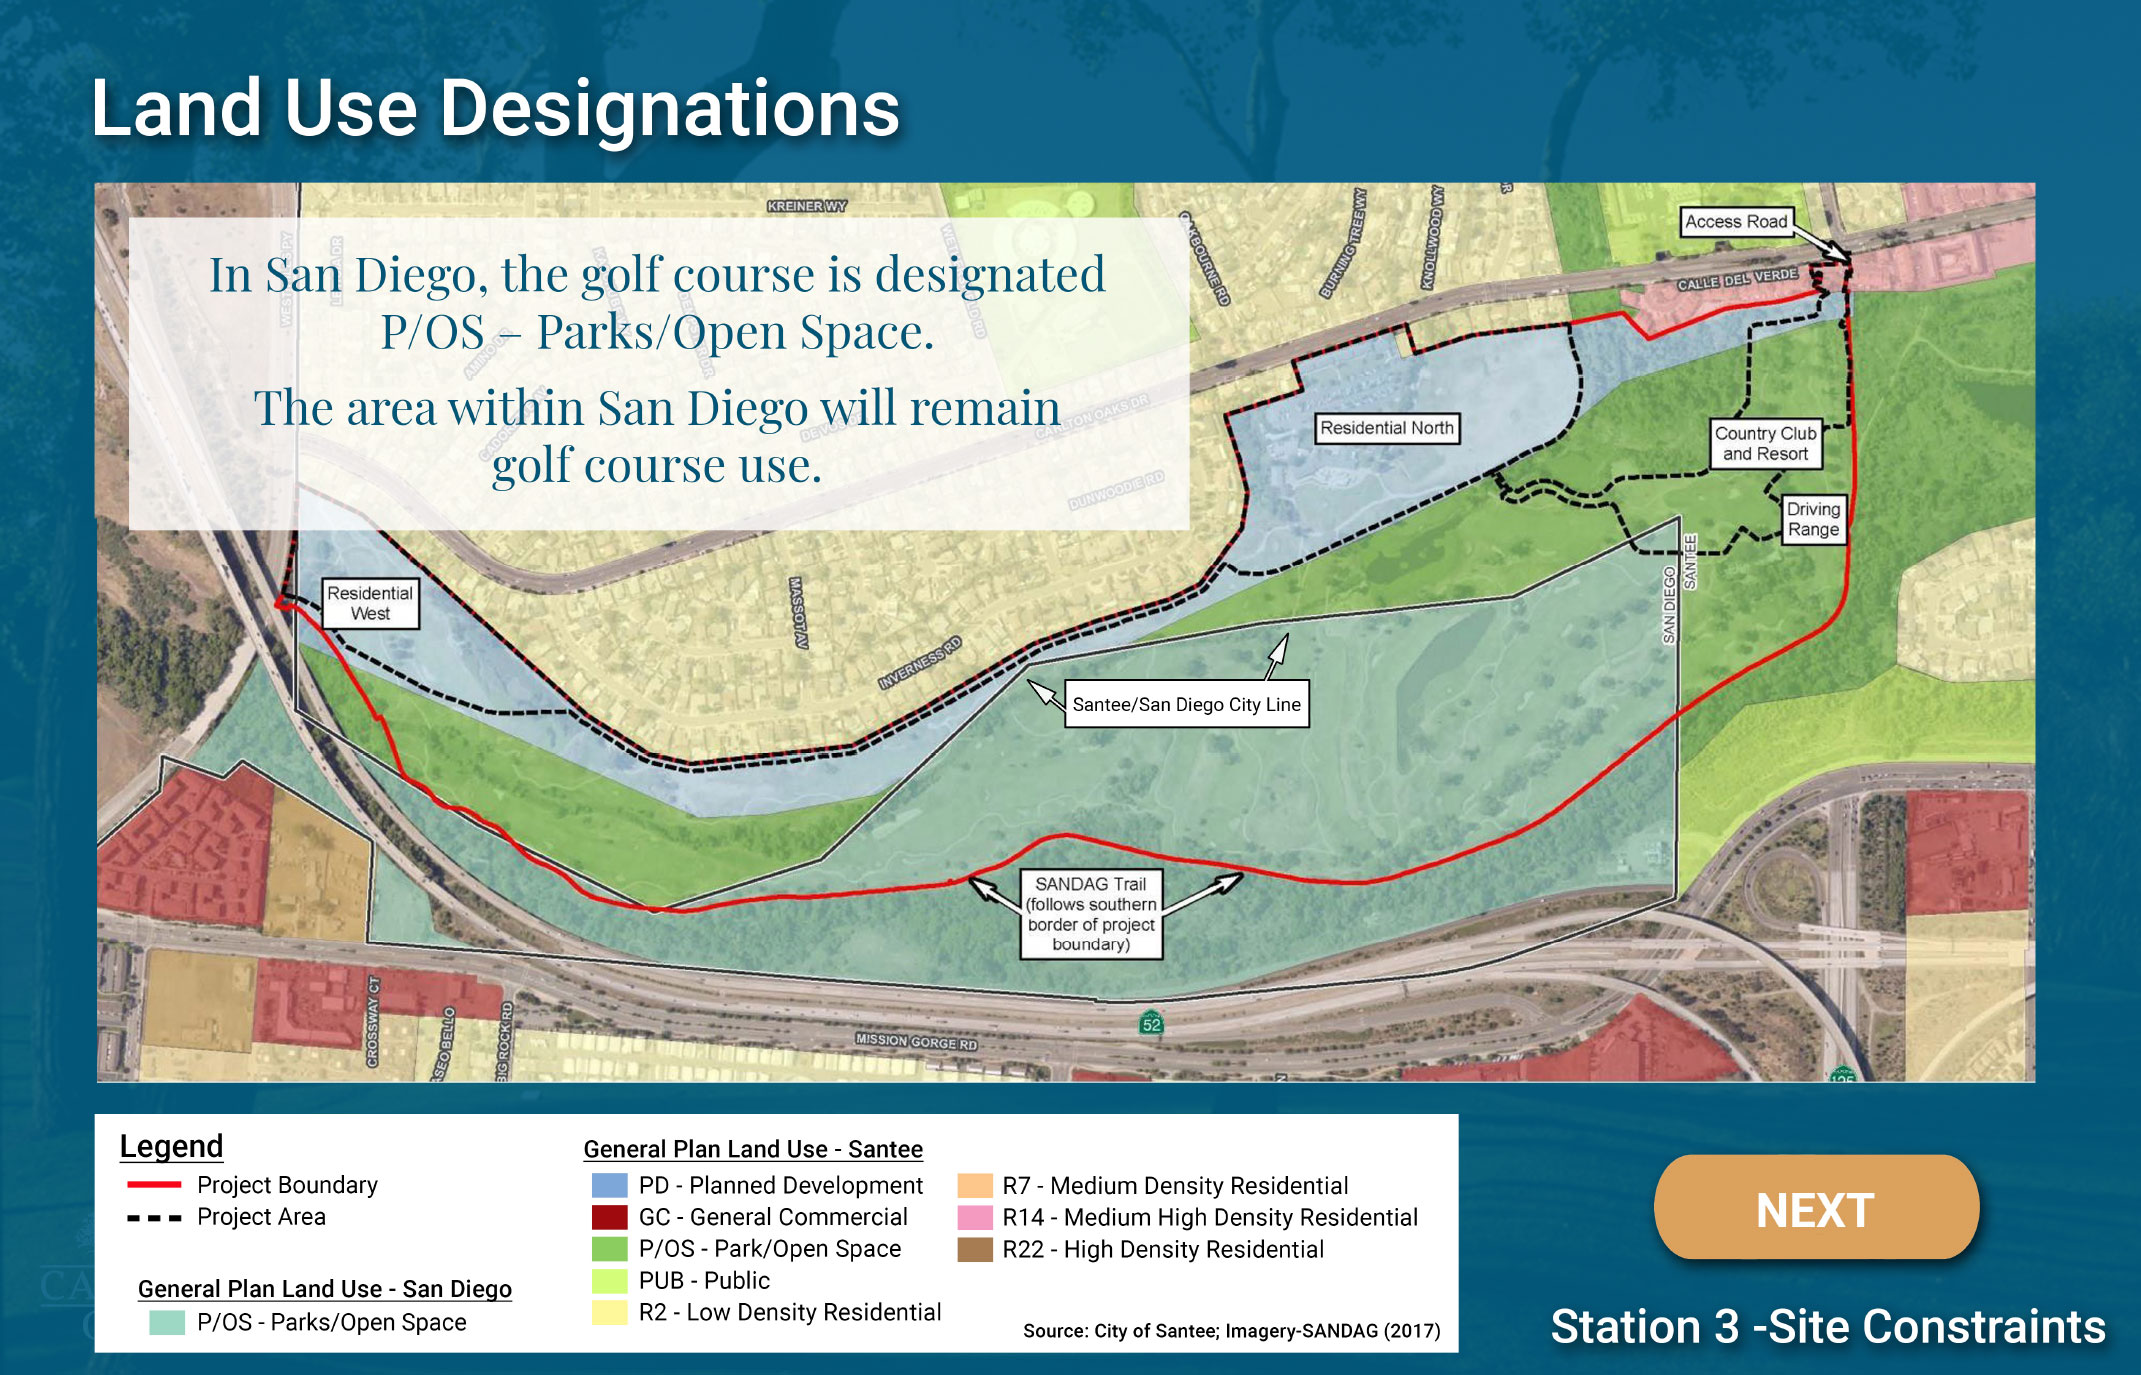 Land Use Designations
In San Diego, the golf course is designated
P/OS – Parks/Open Space.
The area within San Diego will remain
golf course use.
KREINER WY
OAKBOURNE RD
BURNING TREE WY
KNOLLWOOD WY
Access Road
CALLE DEL VERDE
CARLTON OAKS DR
DUNWOODIE RD
Residential North
Country Club
and Resort
Driving
Range
SAN DIEGO
SANTEE
Residential
West
MASSOT AV
INVERNESS RD
Santee/San Diego City Line
SANDAG Trail
(follows southern
border of project
boundary)
CROSSWAY CT
ASEO BELLO
BIG ROCK RD
MISSION GORGE RD
52
125
Legend
Project Boundary
Project Area
General Plan Land Use - San Diego
P/OS - Parks/Open Space
General Plan Land Use - Santee
PD - Planned Development
GC - General Commercial
P/OS - Park/Open Space
PUB - Public
R2 - Low Density Residential
R7 - Medium Density Residential
R14 - Medium High Density Residential
R22 - High Density Residential
Source: City of Santee; Imagery-SANDAG (2017)
NEXT
Station 3 -Site Constraints